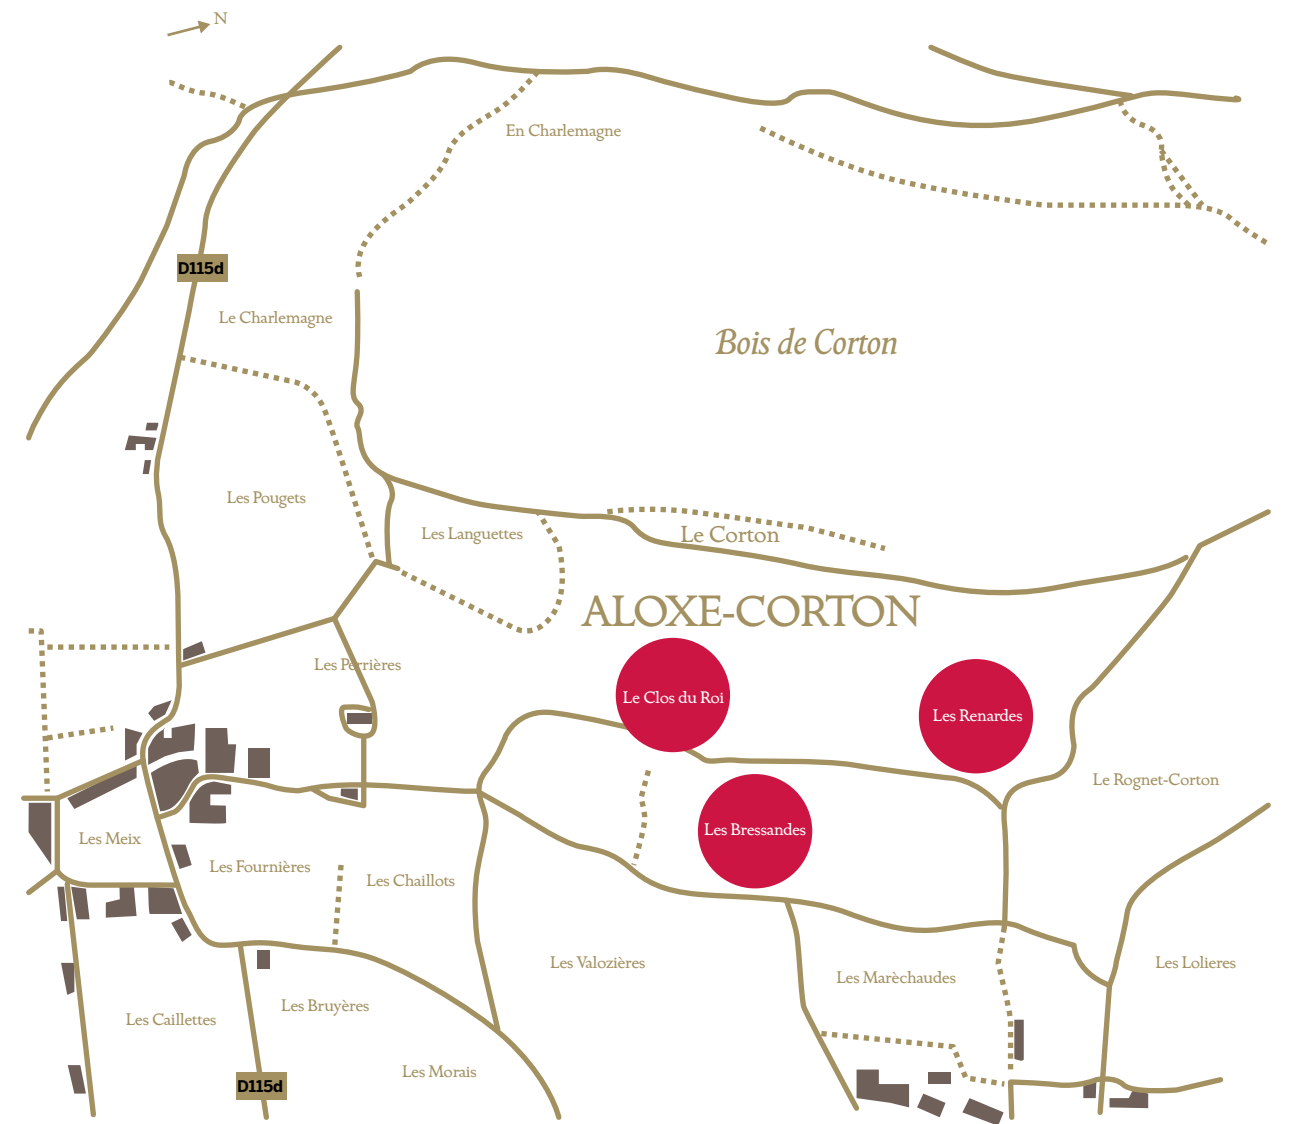 N
En Charlemagne
D115d
Le Charlemagne
Bois de Corton
Les Pougets
Les Languettes
Le Corton
ALOXE-CORTON
Les Perrières
Le Clos du Roi
Les Renardes
Le Rognet-Corton
Les Bressandes
Les Meix
Les Fournières
Les Chaillots
Les Valozières
Les Marèchaudes
Les Lolieres
Les Bruyères
Les Caillettes
Les Morais
D115d